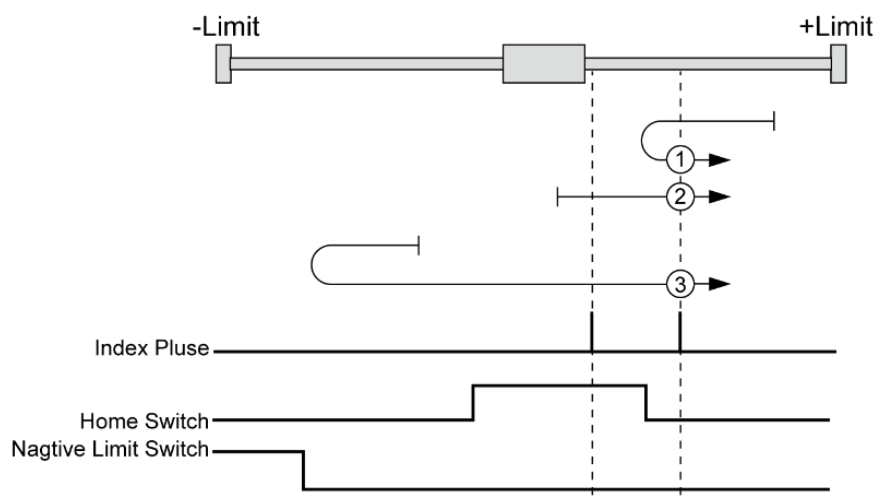 -Limit
+Limit
1
2
3
Index Pluse
Home Switch
Nagtive Limit Switch